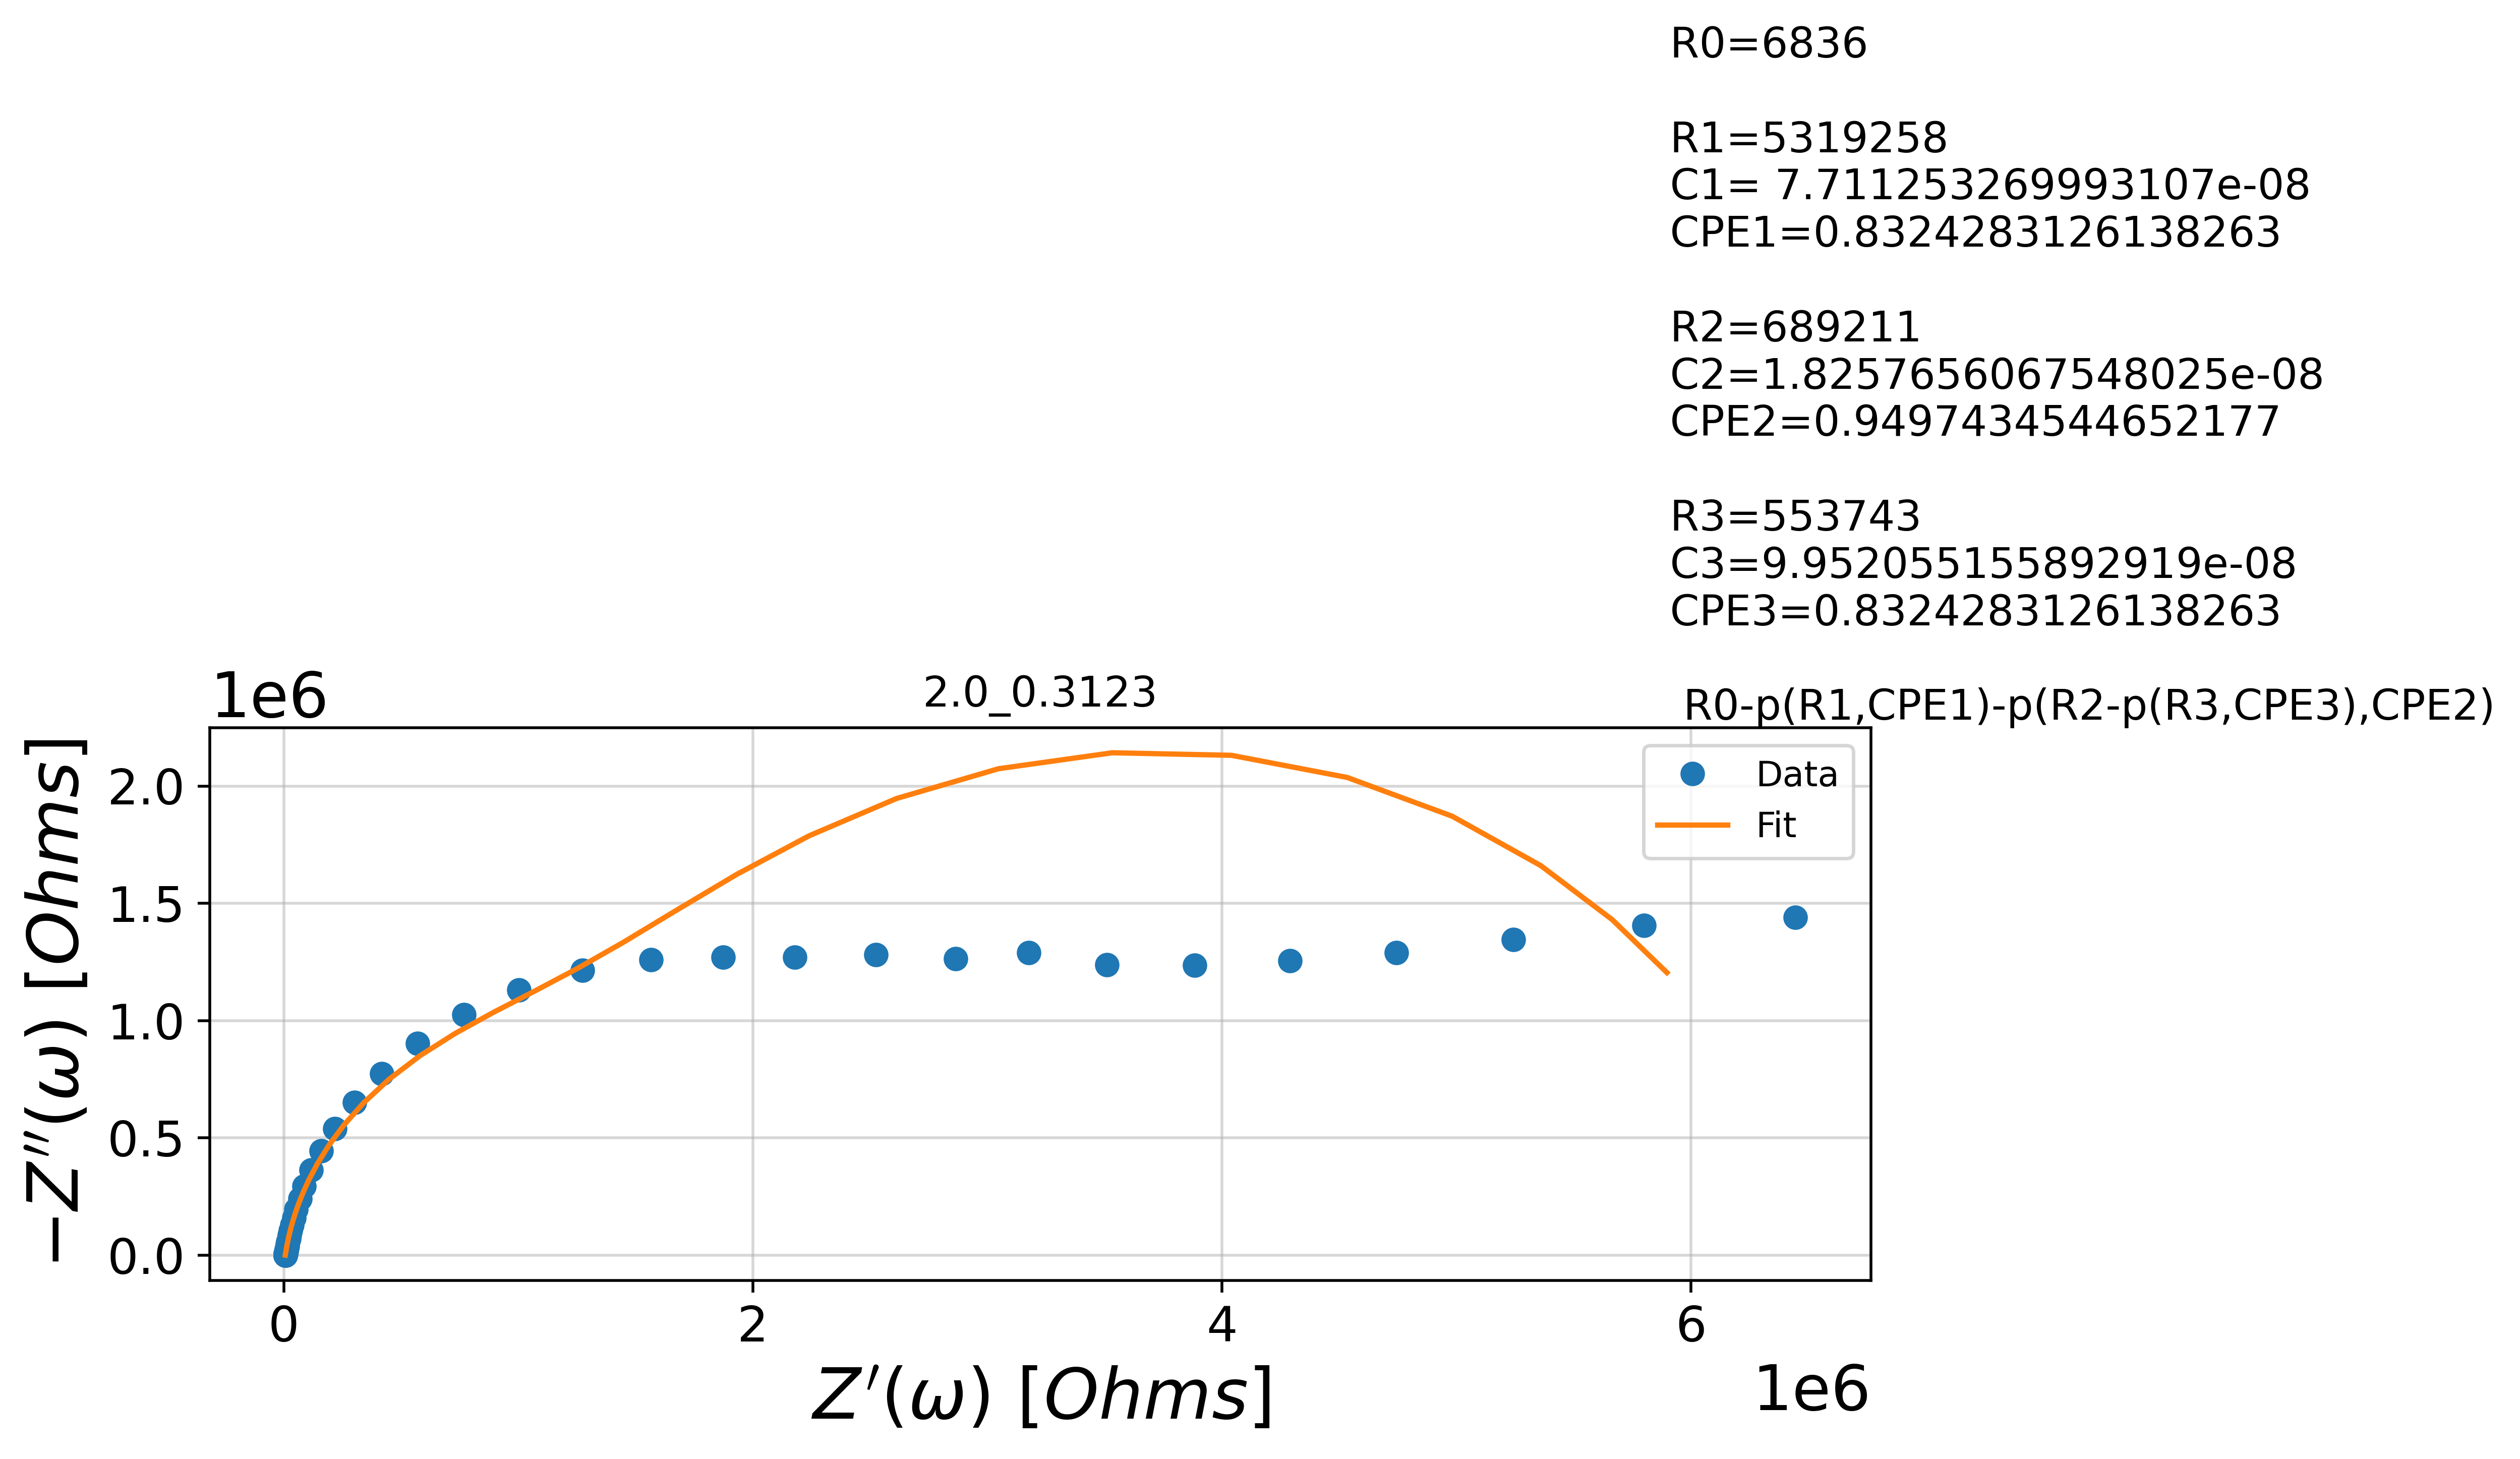 R0=6836
R1=5319258
C1= 7.711253269993107e-08
CPE1=0.8324283126138263
R2=689211
C2=1.8257656067548025e-08
CPE2=0.9497434544652177
R3=553743
C3=9.952055155892919e-08
CPE3=0.8324283126138263
R0-p(R1,CPE1)-p(R2-p(R3,CPE3),CPE2)
1e6
2.0_0.3123
Data
Fit
2.0
1.5
1.0
0.5
0.0
−Z′′(ω) [Ohms]
0 2 4 6
Z′(ω) [Ohms]
1e6